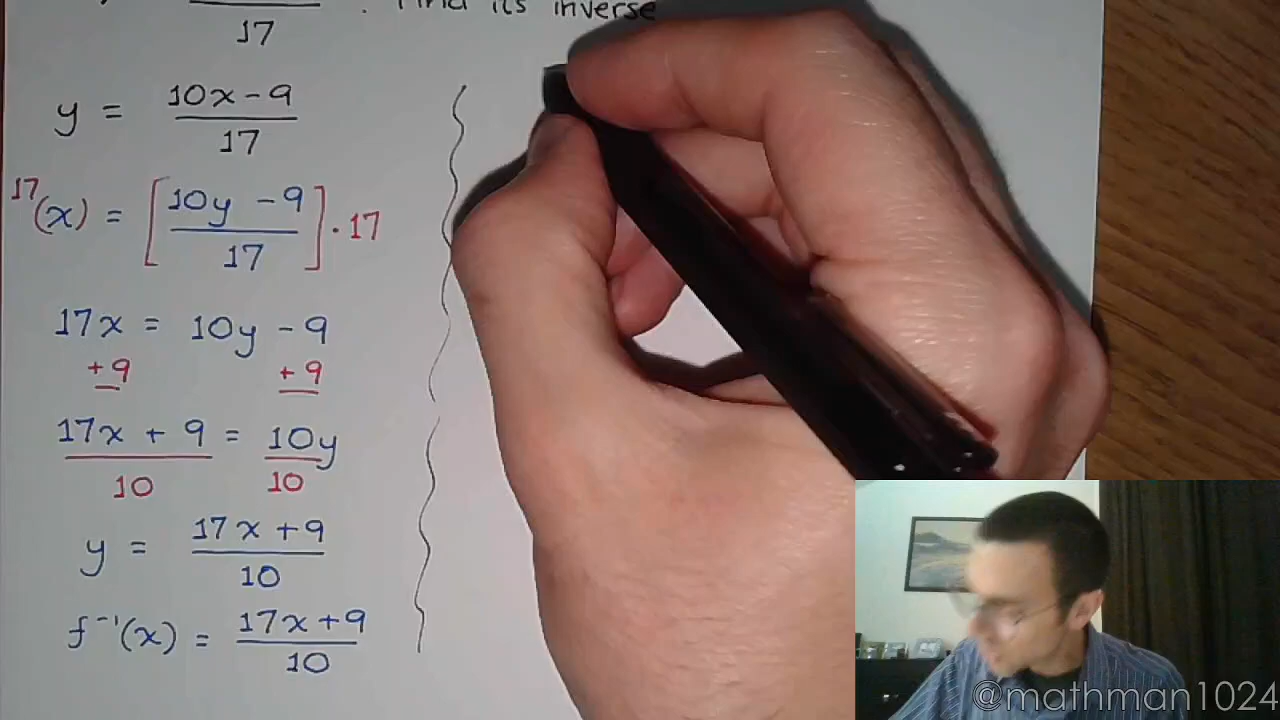 . Find its inverse
17
y = 10x - 9
17
17(x) = [10y - 9] · 17
17
17x = 10y - 9
+9 +9
17x + 9 = 10y
10 10
y = 17x + 9
10
f⁻¹(x) = 17x + 9
10
@mathman1024